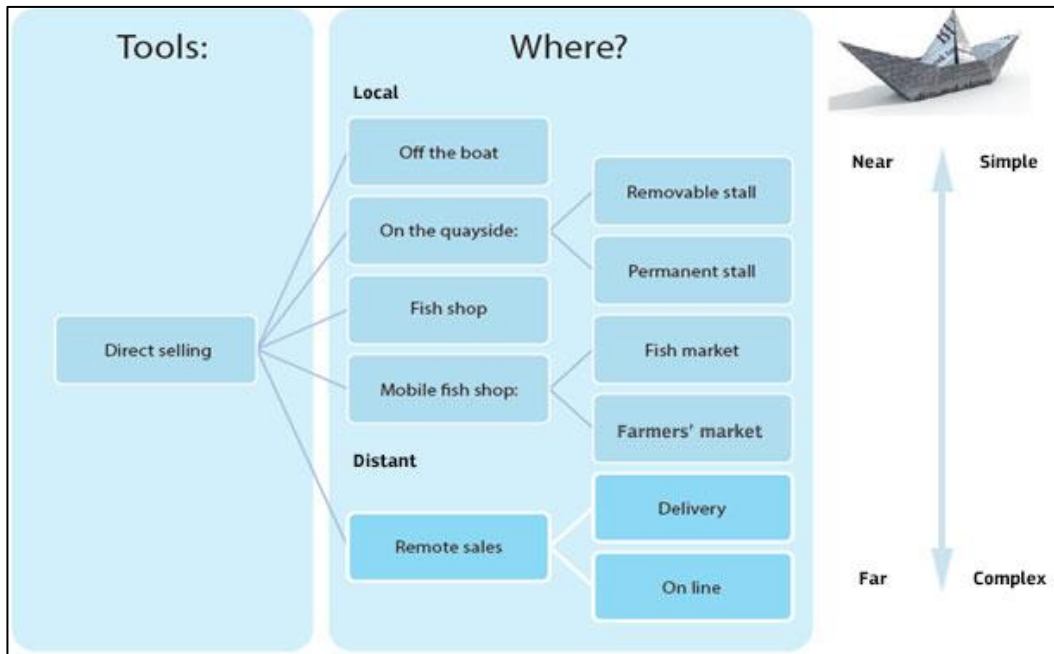 Tools:
Where?
Local
Off the boat
On the quayside:
Removable stall
Permanent stall
Fish shop
Direct selling
Mobile fish shop:
Fish market
Farmers' market
Distant
Remote sales
Delivery
On line
Near
Simple
Far
Complex